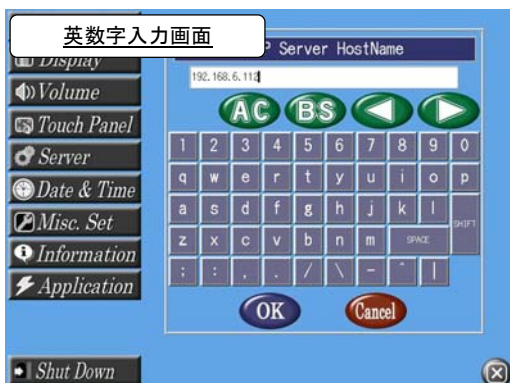 英数字入力画面
P Server HostName
Display
192.168.6.112
Volume
AC BS
Touch Panel
1 2 3 4 5 6 7 8 9 0
Server
q w e r t y u i o p
Date & Time
a s d f g h j k l
SHIFT
Misc. Set
z x c v b n m SPACE
Information
; : , . / \ - ^ |
Application
OK Cancel
Shut Down